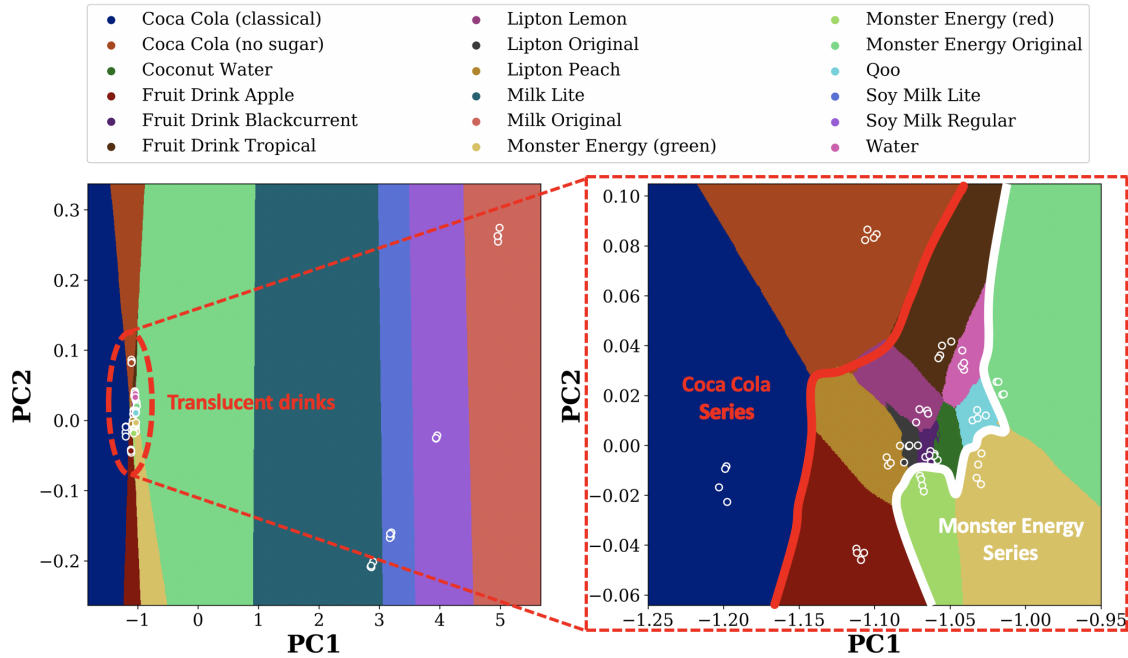 Coca Cola (classical)
Coca Cola (no sugar)
Coconut Water
Fruit Drink Apple
Fruit Drink Blackcurrent
Fruit Drink Tropical
Lipton Lemon
Lipton Original
Lipton Peach
Milk Lite
Milk Original
Monster Energy (green)
Monster Energy (red)
Monster Energy Original
Qoo
Soy Milk Lite
Soy Milk Regular
Water
PC2
0.3
0.2
0.1
0.0
−0.1
−0.2
−1
0
1
2
3
4
5
PC1
Translucent drinks
PC2
0.10
0.08
0.06
0.04
0.02
0.00
−0.02
−0.04
−0.06
−1.25
−1.20
−1.15
−1.10
−1.05
−1.00
−0.95
PC1
Coca Cola
Series
Monster Energy
Series